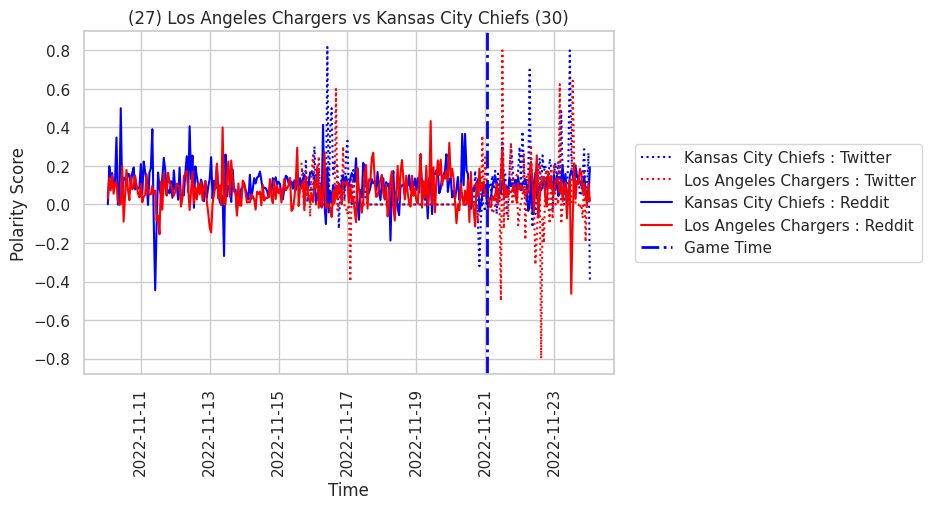 (27) Los Angeles Chargers vs Kansas City Chiefs (30)
Polarity Score
0.8
0.6
0.4
0.2
0.0
−0.2
−0.4
−0.6
−0.8
2022-11-11
2022-11-13
2022-11-15
2022-11-17
2022-11-19
2022-11-21
2022-11-23
Time
Kansas City Chiefs : Twitter
Los Angeles Chargers : Twitter
Kansas City Chiefs : Reddit
Los Angeles Chargers : Reddit
Game Time